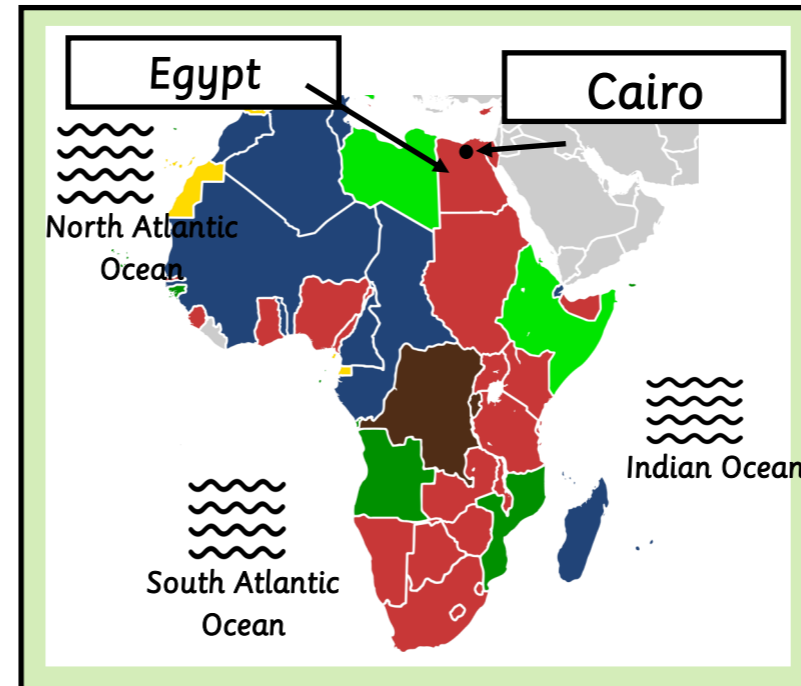 Egypt
Cairo
North Atlantic
Ocean
Indian Ocean
South Atlantic
Ocean